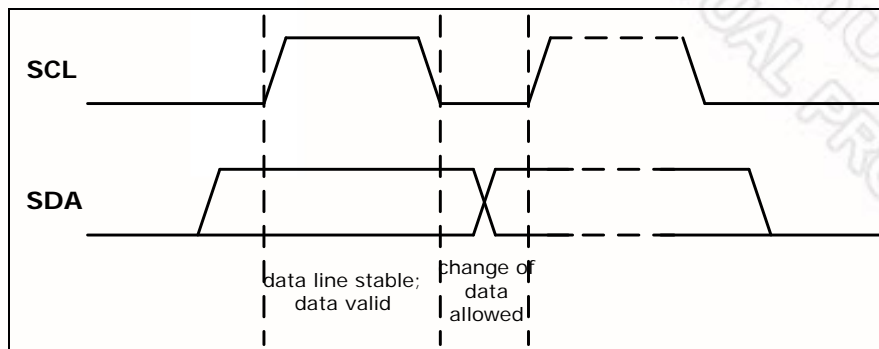 SCL
SDA
data line stable;
data valid
change of
data
allowed